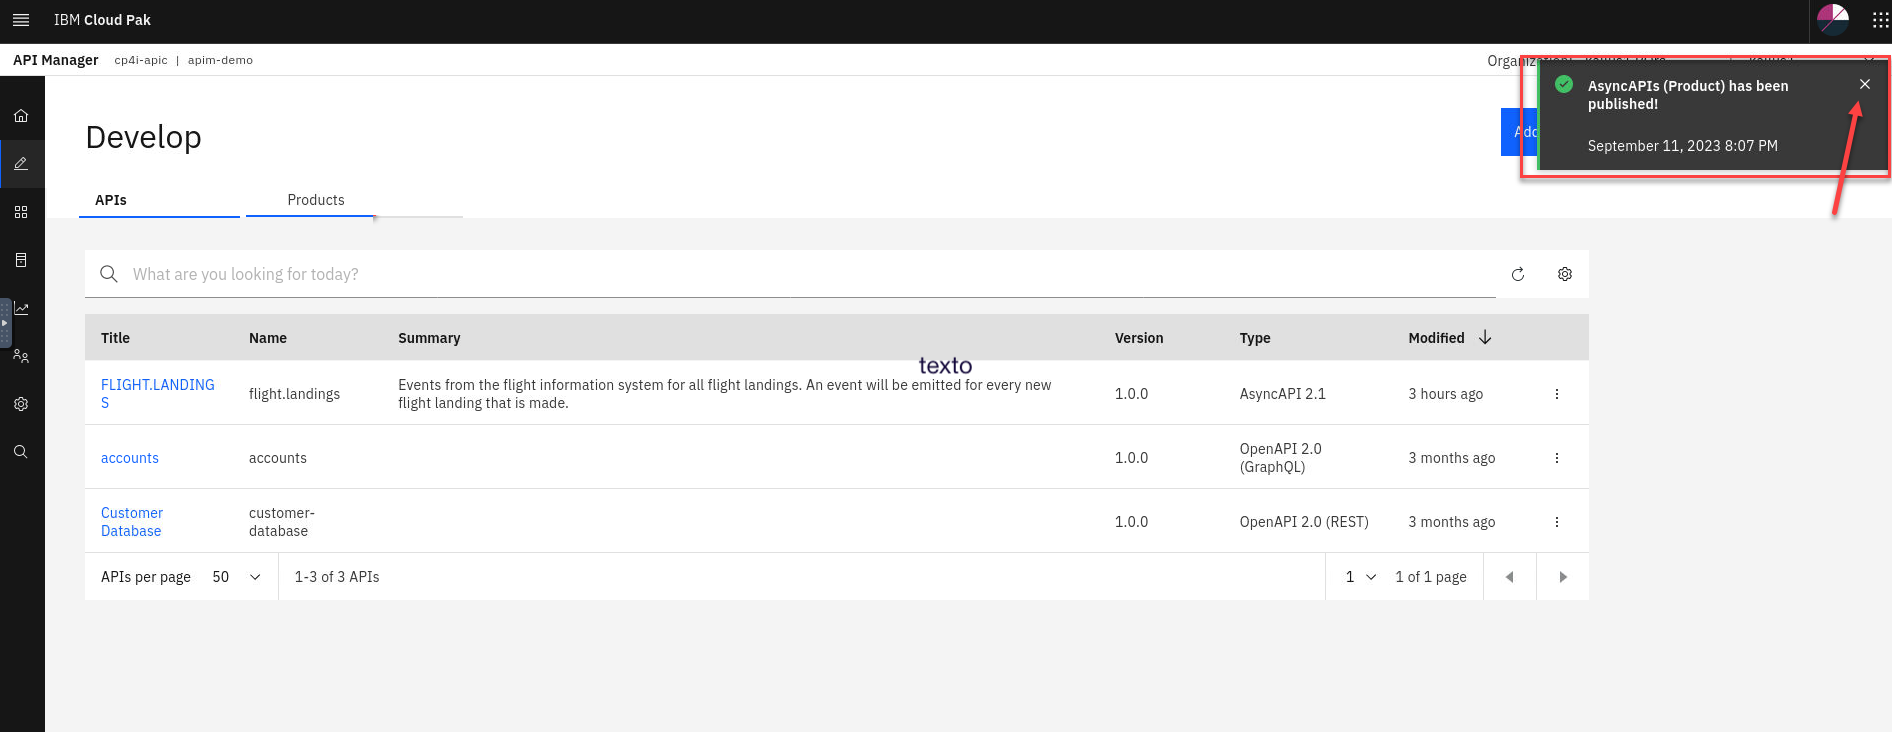 IBM Cloud Pak
API Manager cp4i-apic | apim-demo
AsyncAPIs (Product) has been
published!
September 11, 2023 8:07 PM
Develop
APIs Products
What are you looking for today?
Title Name Summary Version Type Modified
texto
FLIGHT.LANDING
S
flight.landings
Events from the flight information system for all flight landings. An event will be emitted for every new
flight landing that is made.
1.0.0
AsyncAPI 2.1
3 hours ago
accounts accounts 1.0.0
OpenAPI 2.0
(GraphQL)
3 months ago
Customer
Database
customer-
database
1.0.0 OpenAPI 2.0 (REST) 3 months ago
APIs per page 50 1-3 of 3 APIs 1 1 of 1 page